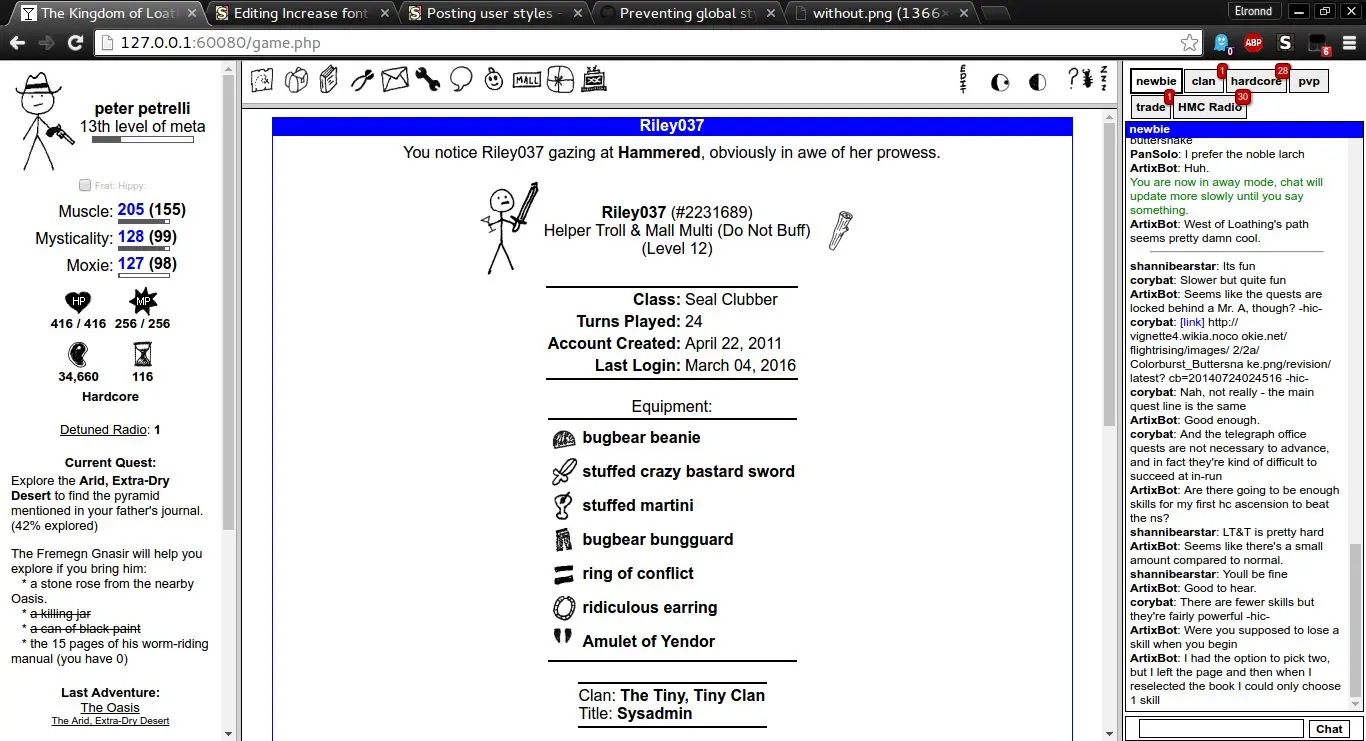 The Kingdom of Loat
Editing Increase font
Posting user styles -
Preventing global st
without.png (1366×
Elronnd
127.0.0.1:60080/game.php
0
ABP
S
6
peter petrelli
13th level of meta
Frat: Hippy:
Muscle: 205 (155)
Mysticality: 128 (99)
Moxie: 127 (98)
HP MP
416 / 416 256 / 256
34,660 116
Hardcore
Detuned Radio: 1
Current Quest:
Explore the Arid, Extra-Dry
Desert to find the pyramid
mentioned in your father's journal.
(42% explored)
The Fremegn Gnasir will help you
explore if you bring him:
* a stone rose from the nearby
Oasis.
* a killing jar
* a can of black paint
* the 15 pages of his worm-riding
manual (you have 0)
Last Adventure:
The Oasis
The Arid, Extra-Dry Desert
MALL
EDIT
?
ZZZ
Riley037
You notice Riley037 gazing at Hammered, obviously in awe of her prowess.
Riley037 (#2231689)
Helper Troll & Mall Multi (Do Not Buff)
(Level 12)
Class: Seal Clubber
Turns Played: 24
Account Created: April 22, 2011
Last Login: March 04, 2016
Equipment:
bugbear beanie
stuffed crazy bastard sword
stuffed martini
bugbear bungguard
ring of conflict
ridiculous earring
Amulet of Yendor
Clan: The Tiny, Tiny Clan
Title: Sysadmin
newbie clan 1 hardcore 28 pvp
trade 1 HMC Radio 30
newbie
buttersnake
PanSolo: I prefer the noble larch
ArtixBot: Huh.
You are now in away mode, chat will
update more slowly until you say
something.
ArtixBot: West of Loathing's path
seems pretty damn cool.
shannibearstar: Its fun
corybat: Slower but quite fun
ArtixBot: Seems like the quests are
locked behind a Mr. A, though? -hic-
corybat: [link] http://
vignette4.wikia.noco okie.net/
flightrising/images/ 2/2a/
Colorburst_Buttersna ke.png/revision/
latest? cb=20140724024516 -hic-
corybat: Nah, not really - the main
quest line is the same
ArtixBot: Good enough.
corybat: And the telegraph office
quests are not necessary to advance,
and in fact they're kind of difficult to
succeed at in-run
ArtixBot: Are there going to be enough
skills for my first hc ascension to beat
the ns?
shannibearstar: LT&T is pretty hard
ArtixBot: Seems like there's a small
amount compared to normal.
shannibearstar: Youll be fine
ArtixBot: Good to hear.
corybat: There are fewer skills but
they're fairly powerful -hic-
ArtixBot: Were you supposed to lose a
skill when you begin
ArtixBot: I had the option to pick two,
but I left the page and then when I
reselected the book I could only choose
1 skill
Chat